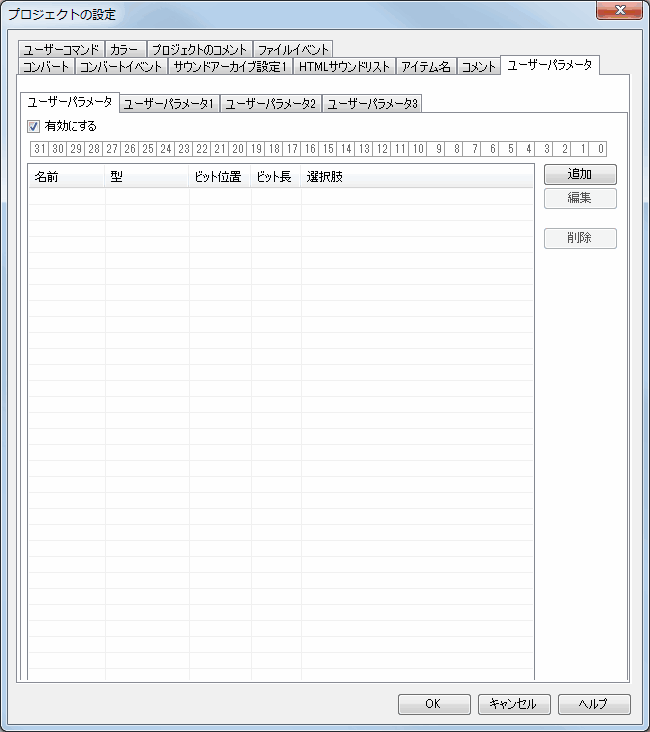 プロジェクトの設定
ユーザーコマンド カラー プロジェクトのコメント ファイルイベント
コンバート コンバートイベント サウンドアーカイブ設定1 HTMLサウンドリスト アイテム名 コメント ユーザーパラメータ
ユーザーパラメータ ユーザーパラメータ1 ユーザーパラメータ2 ユーザーパラメータ3
有効にする
31 30 29 28 27 26 25 24 23 22 21 20 19 18 17 16 15 14 13 12 11 10 9 8 7 6 5 4 3 2 1 0
名前 型 ビット位置 ビット長 選択肢
追加
編集
削除
OK キャンセル ヘルプ